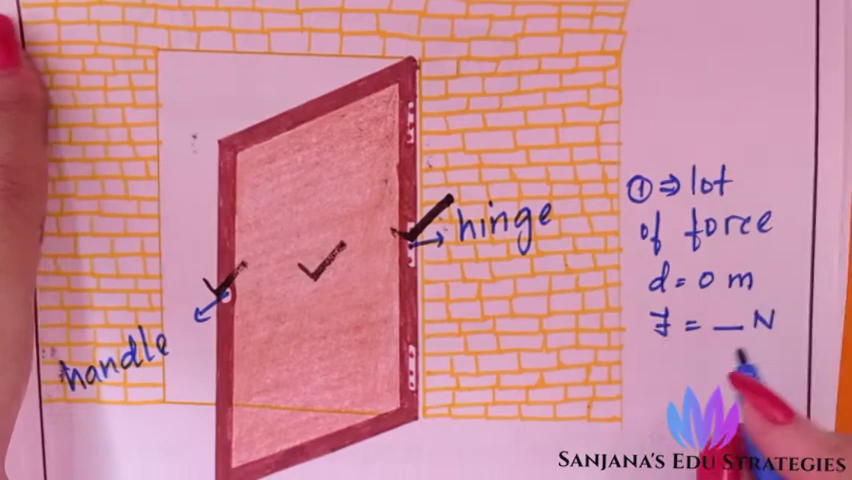 ① ⇒ lot
of force
hinge
d = 0 m
F = __ N
handle
SANJANA'S EDU STRATEGIES